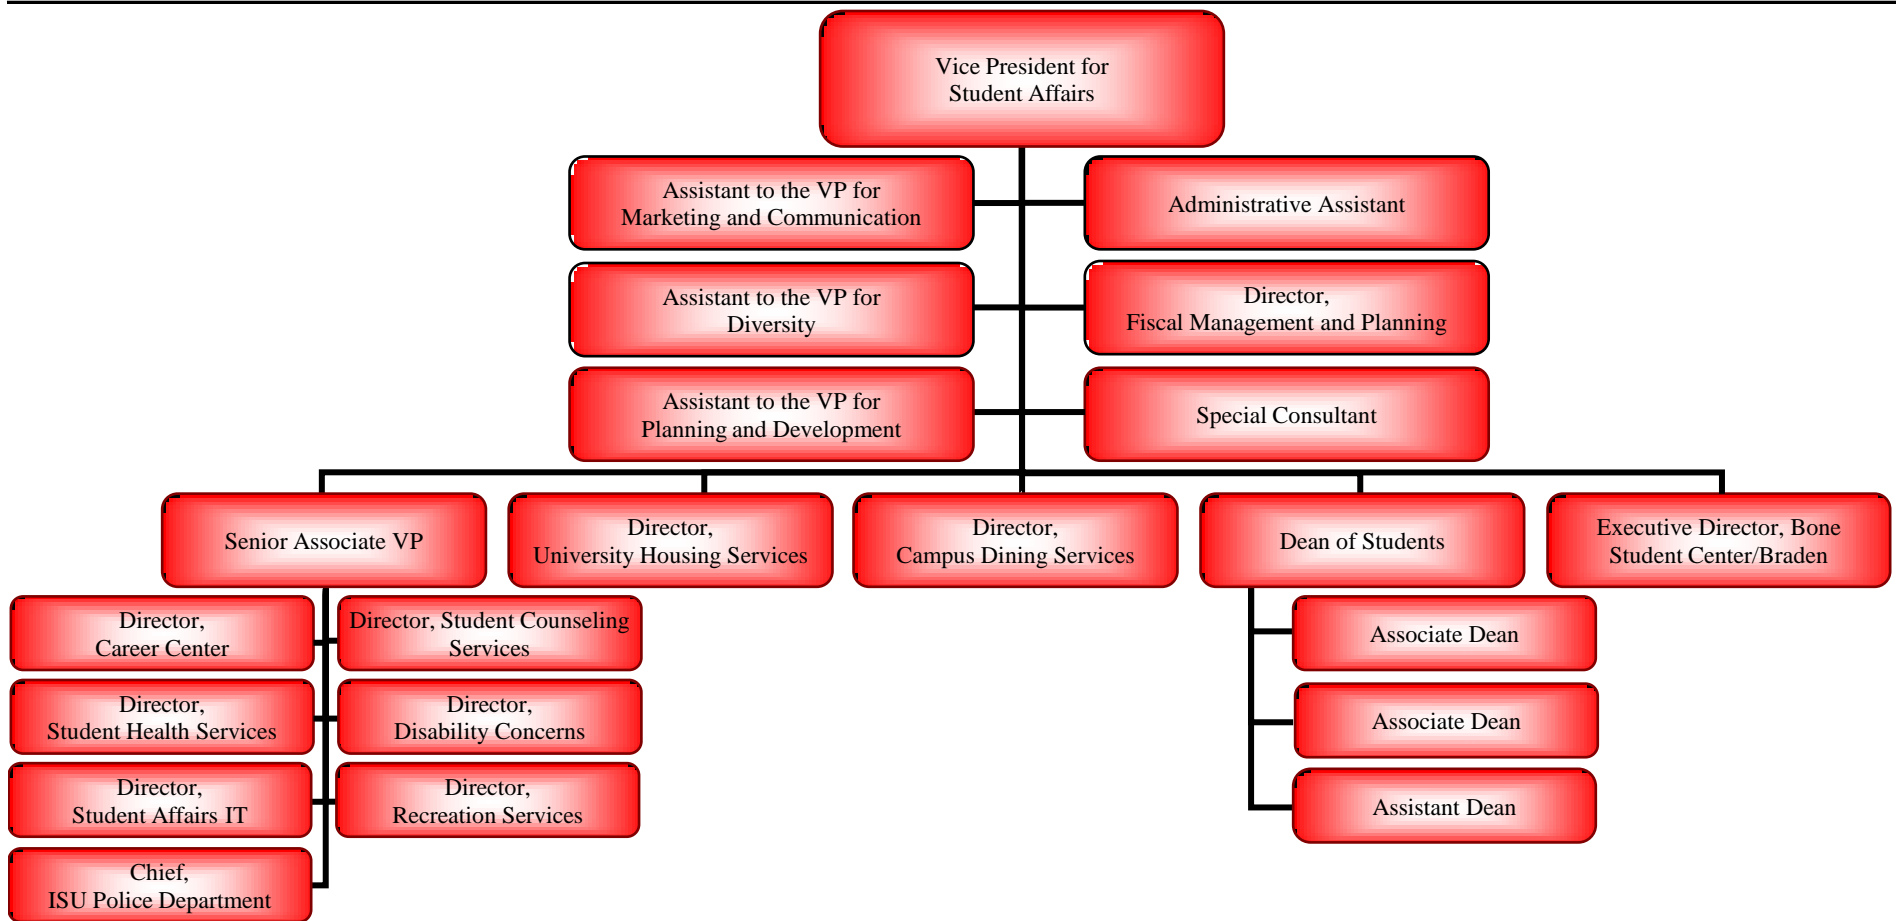 Vice President for
Student Affairs
Assistant to the VP for
Marketing and Communication
Administrative Assistant
Assistant to the VP for
Diversity
Director,
Fiscal Management and Planning
Assistant to the VP for
Planning and Development
Special Consultant
Senior Associate VP
Director,
University Housing Services
Director,
Campus Dining Services
Dean of Students
Executive Director, Bone
Student Center/Braden
Director,
Career Center
Director, Student Counseling
Services
Director,
Student Health Services
Director,
Disability Concerns
Director,
Student Affairs IT
Director,
Recreation Services
Chief,
ISU Police Department
Associate Dean
Associate Dean
Assistant Dean